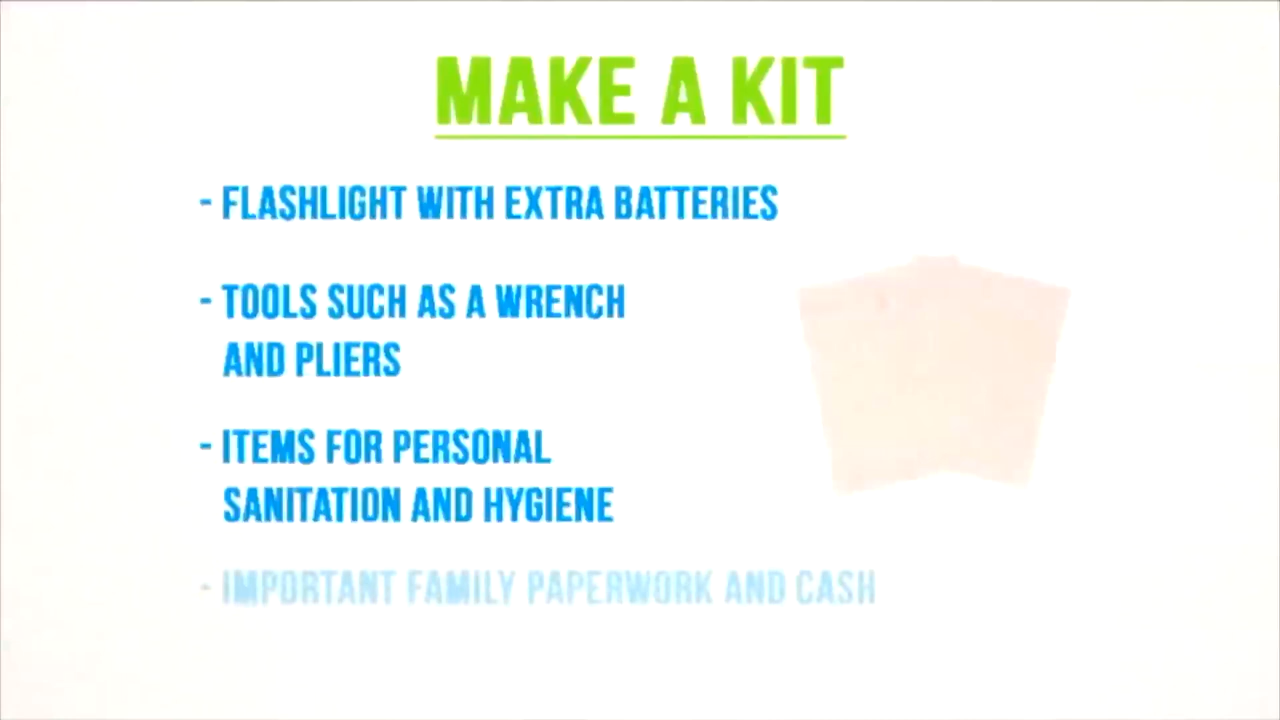 MAKE A KIT
- FLASHLIGHT WITH EXTRA BATTERIES
- TOOLS SUCH AS A WRENCH
AND PLIERS
- ITEMS FOR PERSONAL
SANITATION AND HYGIENE
- IMPORTANT FAMILY PAPERWORK AND CASH